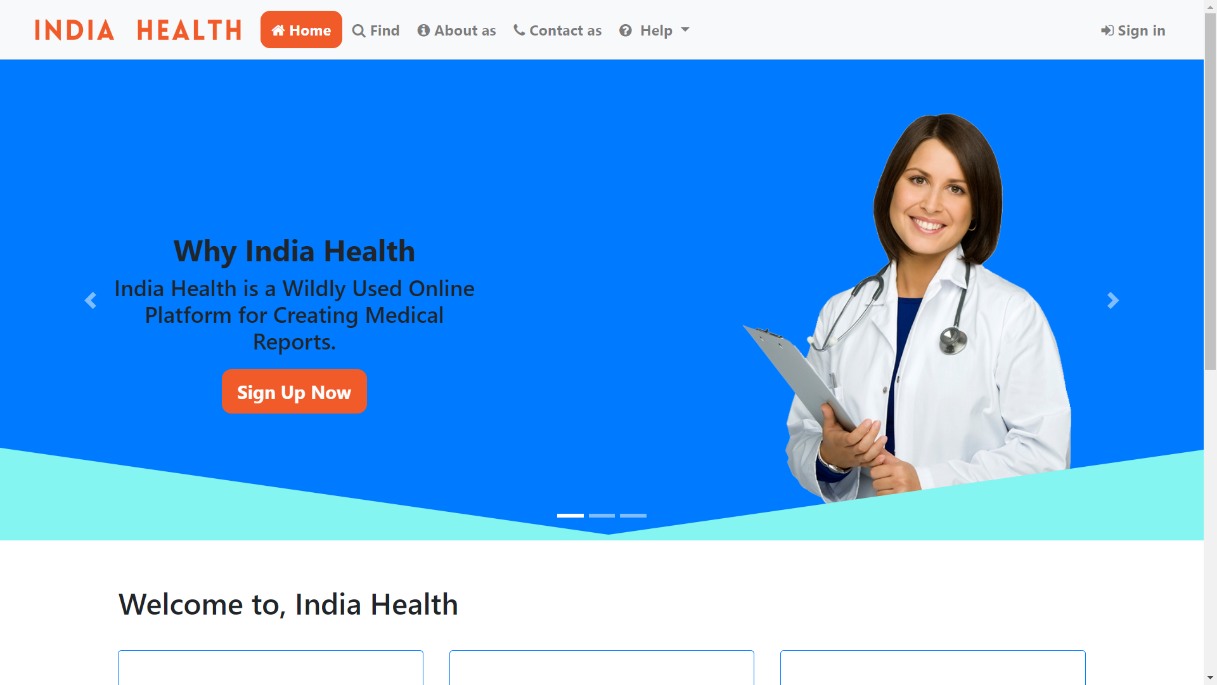 INDIA HEALTH
Home
Find
About as
Contact as
Help
Sign in
Why India Health
India Health is a Wildly Used Online
Platform for Creating Medical
Reports.
Sign Up Now
Welcome to, India Health